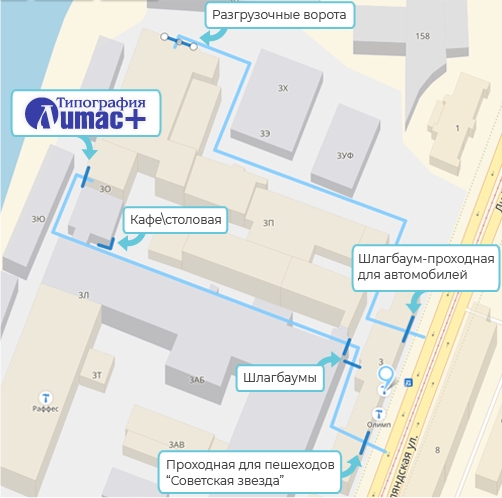 Разгрузочные ворота
158
Типография
Литас+
3Х
1
3Э
3УФ
3О
3Ю
Кафе\столовая
3П
Шлагбаум-проходная
для автомобилей
3Л
3
Шлагбаумы
3АБ
3Т
Раффес
Олимп
3АВ
8
Проходная для пешеходов
“Советская звезда”
ляндская ул.